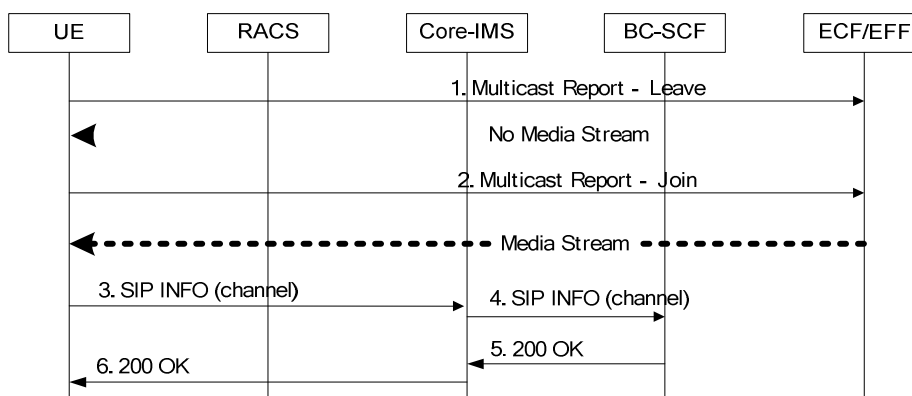 UE RACS Core-IMS BC-SCF ECF/EFF
1. Multicast Report - Leave
No Media Stream
2. Multicast Report - Join
Media Stream
3. SIP INFO (channel)
4. SIP INFO (channel)
5. 200 OK
6. 200 OK